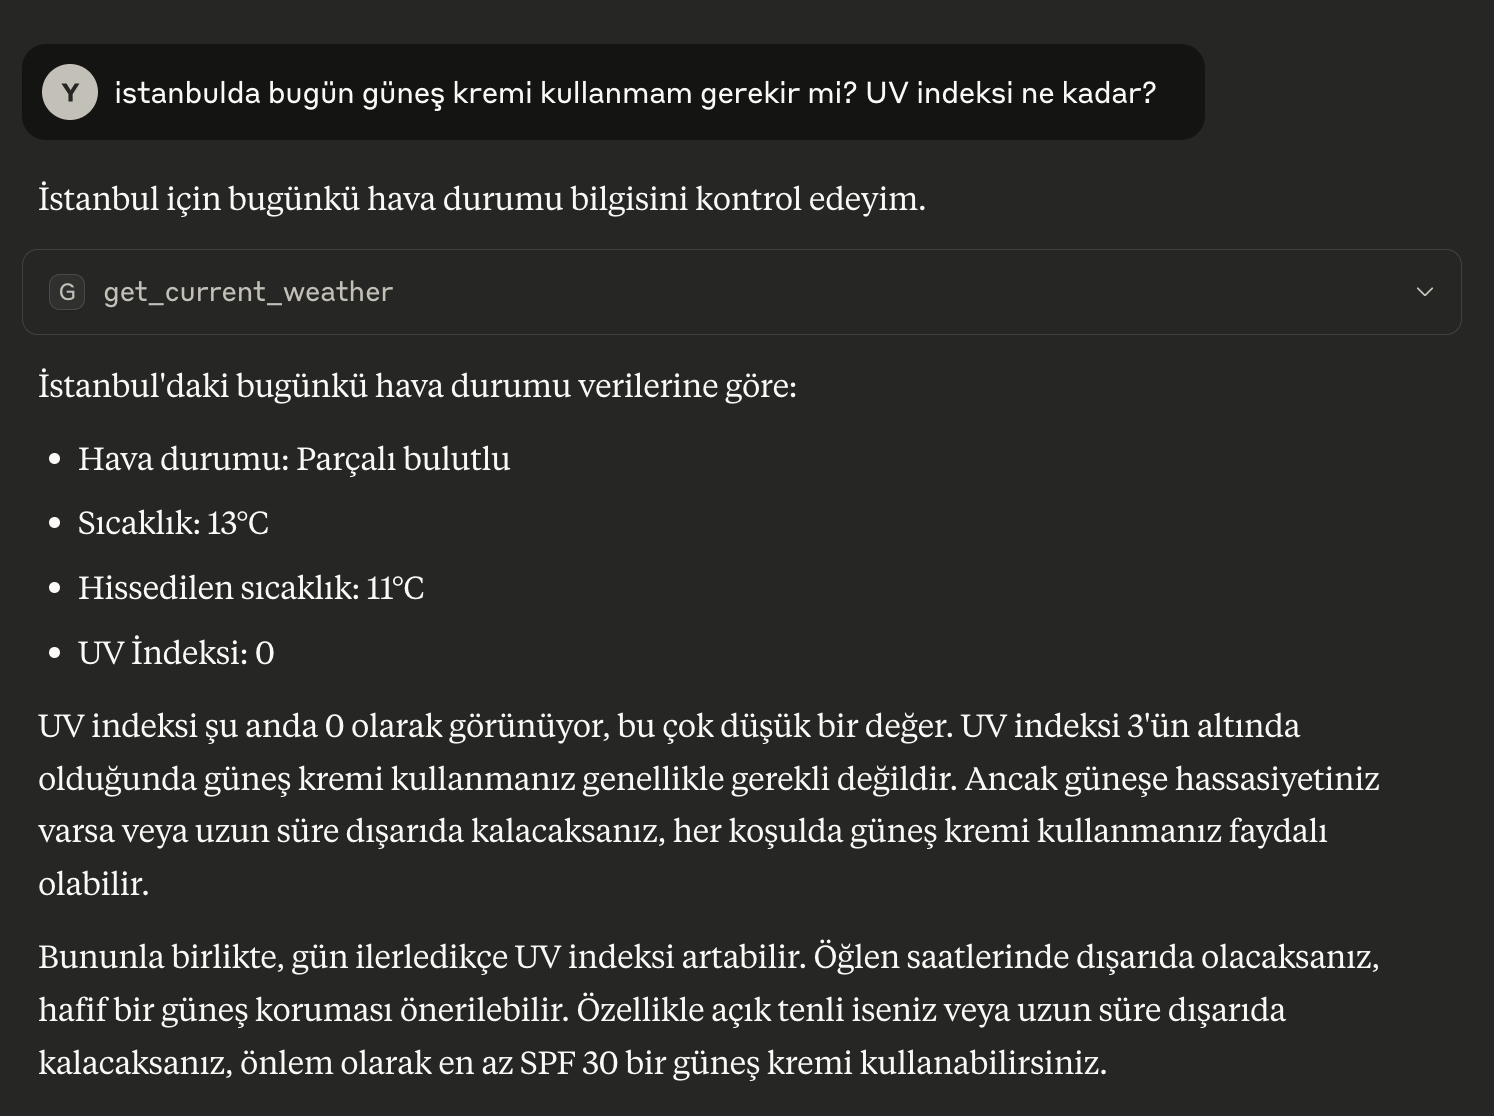 Y
istanbulda bugün güneş kremi kullanmam gerekir mi? UV indeksi ne kadar?
İstanbul için bugünkü hava durumu bilgisini kontrol edeyim.
G
get_current_weather
İstanbul'daki bugünkü hava durumu verilerine göre:
• Hava durumu: Parçalı bulutlu
• Sıcaklık: 13°C
• Hissedilen sıcaklık: 11°C
• UV İndeksi: 0
UV indeksi şu anda 0 olarak görünüyor, bu çok düşük bir değer. UV indeksi 3'ün altında
olduğunda güneş kremi kullanmanız genellikle gerekli değildir. Ancak güneşe hassasiyetiniz
varsa veya uzun süre dışarıda kalacaksanız, her koşulda güneş kremi kullanmanız faydalı
olabilir.
Bununla birlikte, gün ilerledikçe UV indeksi artabilir. Öğlen saatlerinde dışarıda olacaksanız,
hafif bir güneş koruması önerilebilir. Özellikle açık tenli iseniz veya uzun süre dışarıda
kalacaksanız, önlem olarak en az SPF 30 bir güneş kremi kullanabilirsiniz.